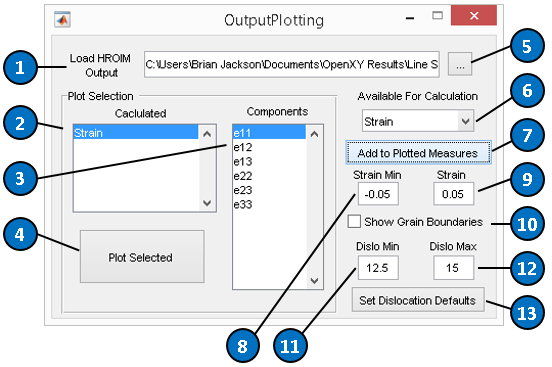 OutputPlotting
Load HROIM
Output
C:\Users\Brian Jackson\Documents\OpenXY Results\Line S
...
1
5
Plot Selection
Caclulated
Components
Available For Calculation
2
Strain
e11
e12
e13
e22
e23
e33
Strain
6
3
Add to Plotted Measures
7
Strain Min
Strain
-0.05
0.05
9
4
Plot Selected
Show Grain Boundaries
10
Dislo Min
Dislo Max
12.5
15
12
Set Dislocation Defaults
13
8
11